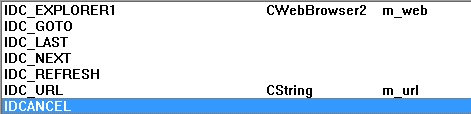 IDC_EXPLORER1 CWebBrowser2 m_web
IDC_GOTO
IDC_LAST
IDC_NEXT
IDC_REFRESH
IDC_URL CString m_url
IDCANCEL